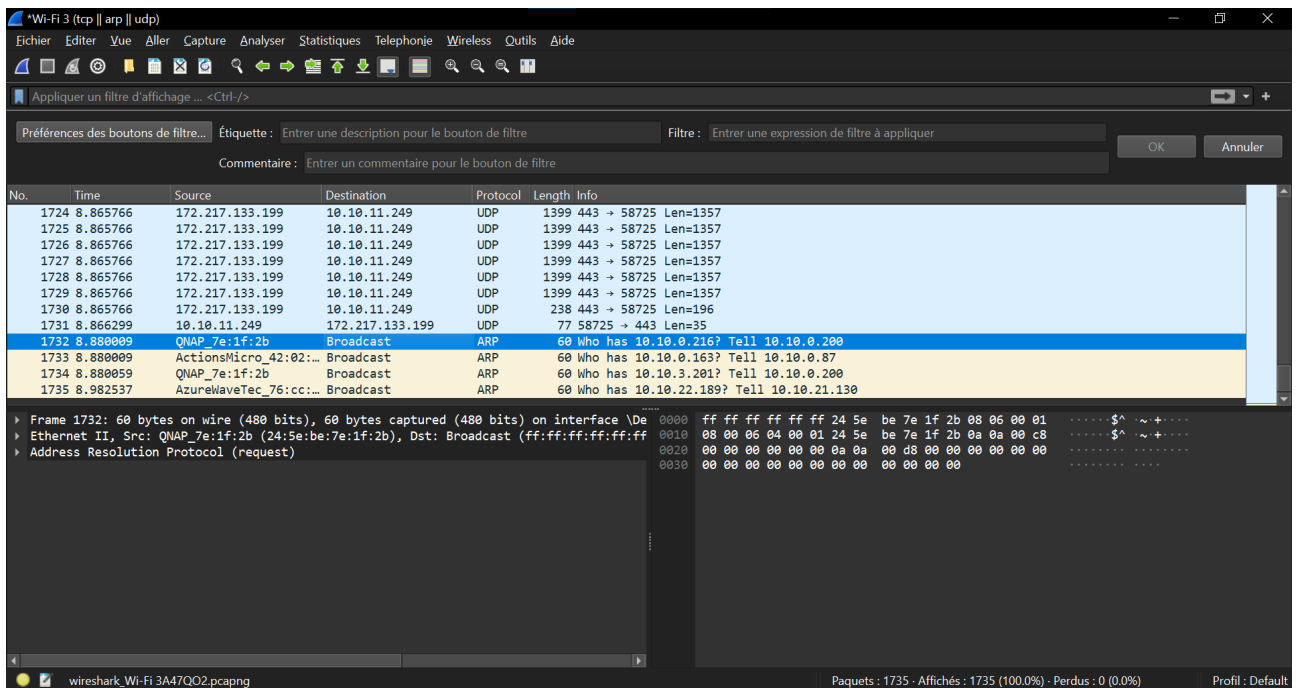 *Wi-Fi 3 (tcp || arp || udp)
Fichier Editer Vue Aller Capture Analyser Statistiques Telephonie Wireless Outils Aide
Appliquer un filtre d'affichage ... <Ctrl-/>
Préférences des boutons de filtre... Étiquette : Entrer une description pour le bouton de filtre Filtre : Entrer une expression de filtre à appliquer OK Annuler
Commentaire : Entrer un commentaire pour le bouton de filtre
No. Time Source Destination Protocol Length Info
1724 8.865766 172.217.133.199 10.10.11.249 UDP 1399 443 → 58725 Len=1357
1725 8.865766 172.217.133.199 10.10.11.249 UDP 1399 443 → 58725 Len=1357
1726 8.865766 172.217.133.199 10.10.11.249 UDP 1399 443 → 58725 Len=1357
1727 8.865766 172.217.133.199 10.10.11.249 UDP 1399 443 → 58725 Len=1357
1728 8.865766 172.217.133.199 10.10.11.249 UDP 1399 443 → 58725 Len=1357
1729 8.865766 172.217.133.199 10.10.11.249 UDP 1399 443 → 58725 Len=1357
1730 8.865766 172.217.133.199 10.10.11.249 UDP 238 443 → 58725 Len=196
1731 8.866299 10.10.11.249 172.217.133.199 UDP 77 58725 → 443 Len=35
1732 8.880009 QNAP_7e:1f:2b Broadcast ARP 60 Who has 10.10.0.216? Tell 10.10.0.200
1733 8.880009 ActionsMicro_42:02:… Broadcast ARP 60 Who has 10.10.0.163? Tell 10.10.0.87
1734 8.880059 QNAP_7e:1f:2b Broadcast ARP 60 Who has 10.10.3.201? Tell 10.10.0.200
1735 8.982537 AzureWaveTec_76:cc:… Broadcast ARP 60 Who has 10.10.22.189? Tell 10.10.21.130
Frame 1732: 60 bytes on wire (480 bits), 60 bytes captured (480 bits) on interface \De
Ethernet II, Src: QNAP_7e:1f:2b (24:5e:be:7e:1f:2b), Dst: Broadcast (ff:ff:ff:ff:ff:ff
Address Resolution Protocol (request)
0000 ff ff ff ff ff ff 24 5e be 7e 1f 2b 08 06 00 01 ······$^ ·~·+····
0010 08 00 06 04 00 01 24 5e be 7e 1f 2b 0a 0a 00 c8 ······$^ ·~·+····
0020 00 00 00 00 00 00 0a 0a 00 d8 00 00 00 00 00 00 ········ ········
0030 00 00 00 00 00 00 00 00 00 00 00 00 ········ ····
wireshark_Wi-Fi 3A47QO2.pcapng Paquets : 1735 · Affichés : 1735 (100.0%) · Perdus : 0 (0.0%) Profil : Default